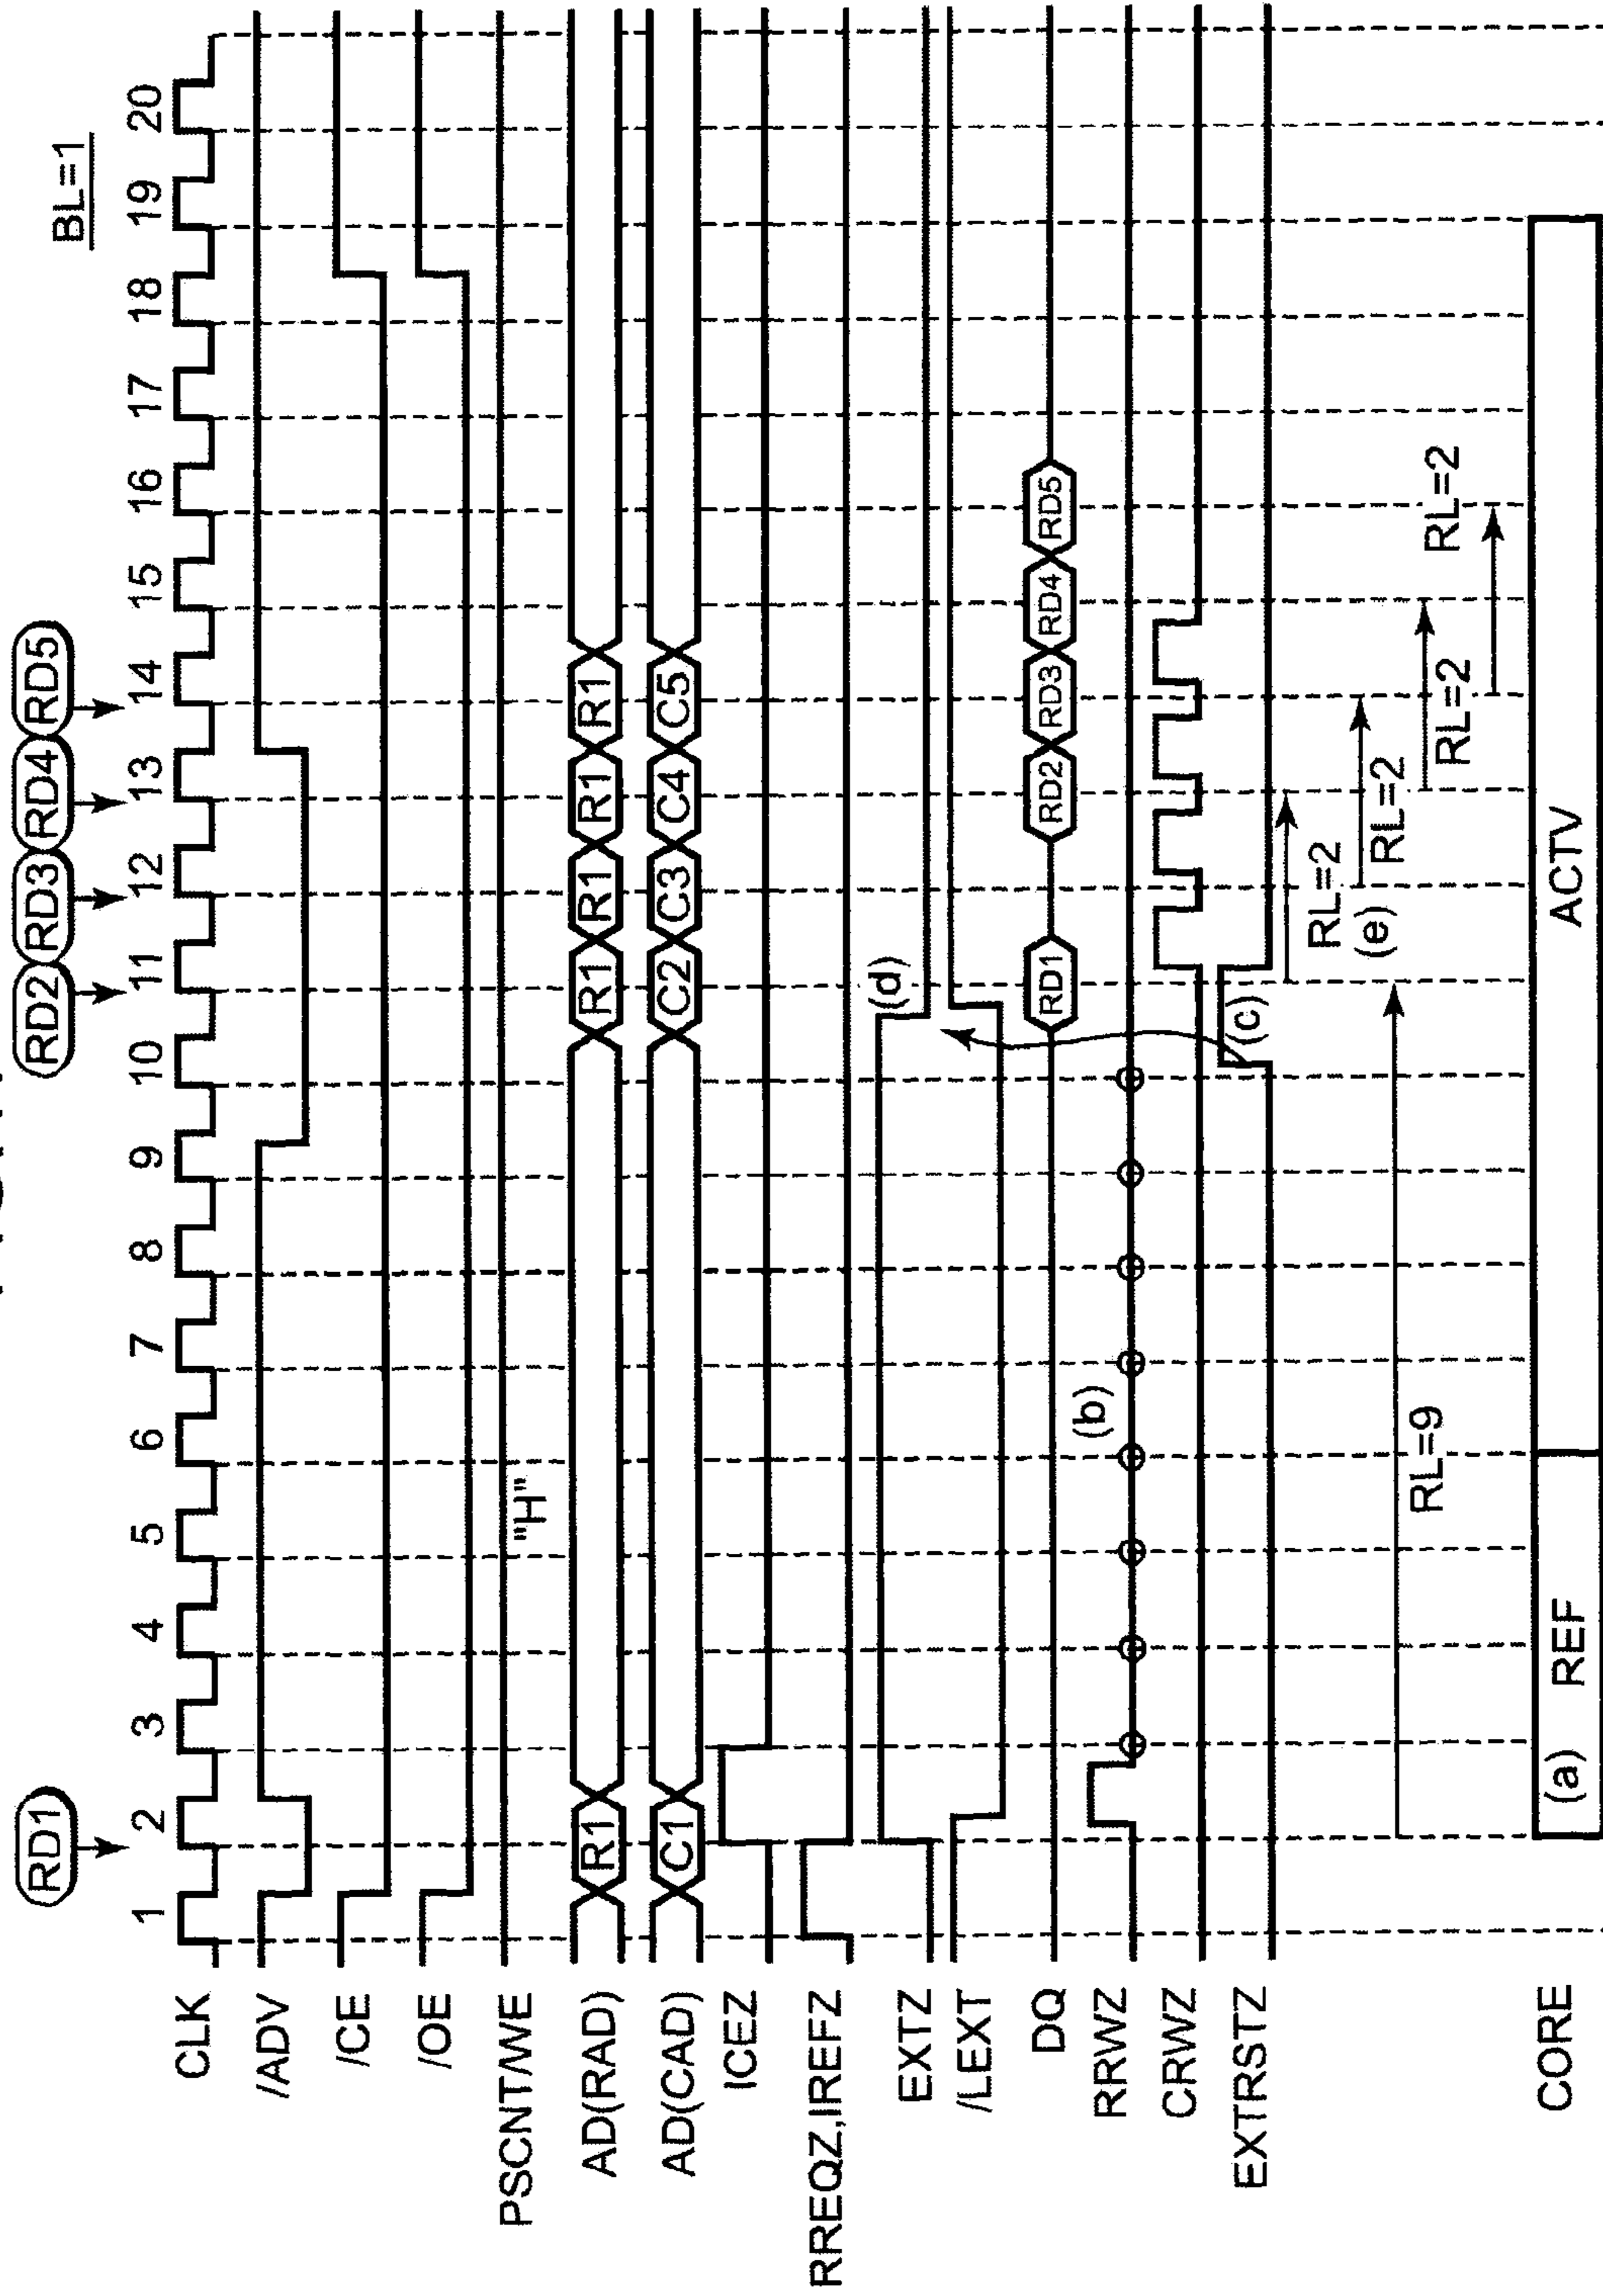 BL=1
RD1 RD2 RD3 RD4 RD5
1 2 3 4 5 6 7 8 9 10 11 12 13 14 15 16 17 18 19 20
CLK
/ADV
/CE
/OE
PSCNT/WE "H"
AD(RAD) R1 R1 R1 R1 R1
AD(CAD) C1 C2 C3 C4 C5
ICEZ
RREQZ,IREFZ
EXTZ (d)
/LEXT
DQ RD1 RD2 RD3 RD4 RD5
RRWZ (b)
CRWZ
EXTRSTZ (c)
RL=2
(e) RL=2
RL=9 RL=2 RL=2
CORE (a) REF ACTV